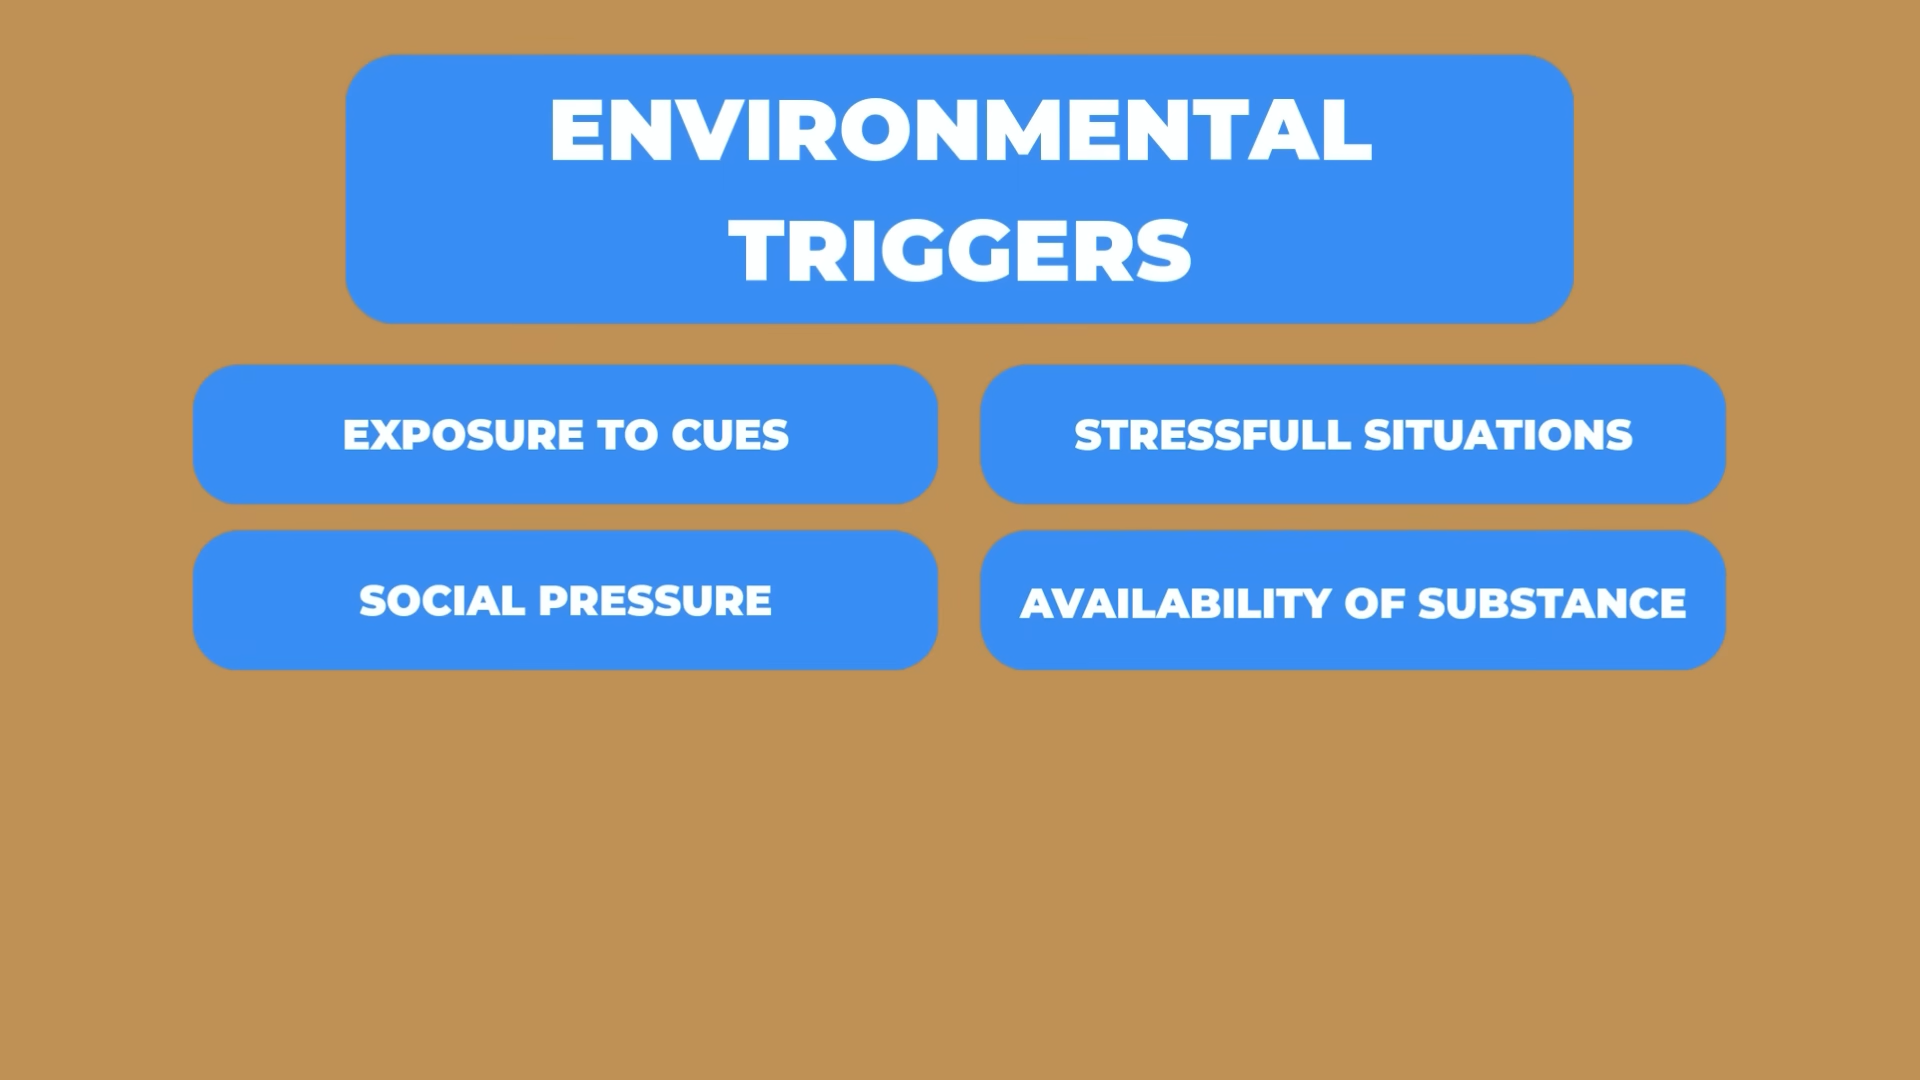 ENVIRONMENTAL
TRIGGERS
EXPOSURE TO CUES
STRESSFULL SITUATIONS
SOCIAL PRESSURE
AVAILABILITY OF SUBSTANCE